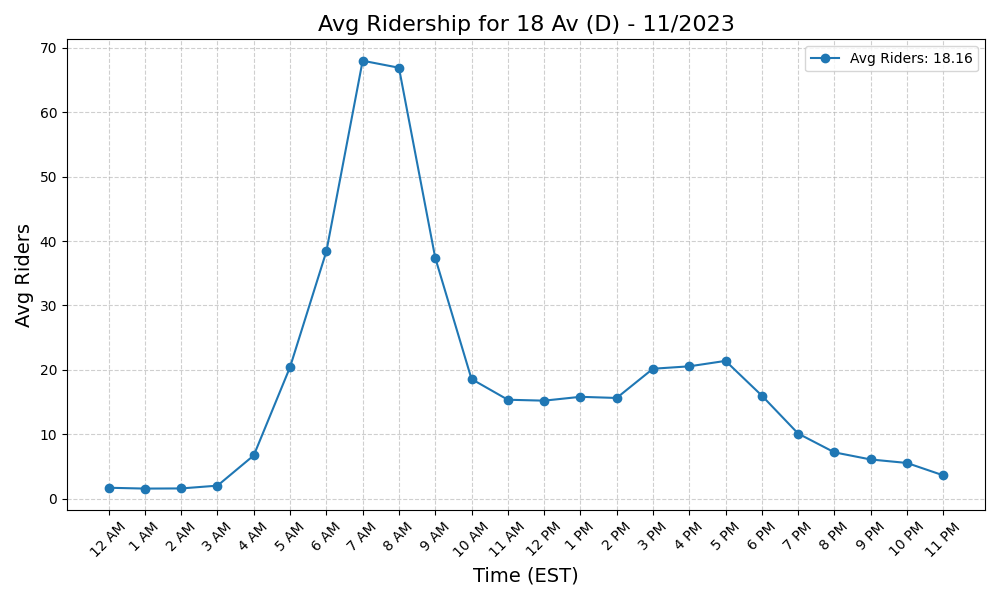 Avg Ridership for 18 Av (D) - 11/2023
Avg Riders: 18.16
Avg Riders
70
60
50
40
30
20
10
0
12 AM
1 AM
2 AM
3 AM
4 AM
5 AM
6 AM
7 AM
8 AM
9 AM
10 AM
11 AM
12 PM
1 PM
2 PM
3 PM
4 PM
5 PM
6 PM
7 PM
8 PM
9 PM
10 PM
11 PM
Time (EST)